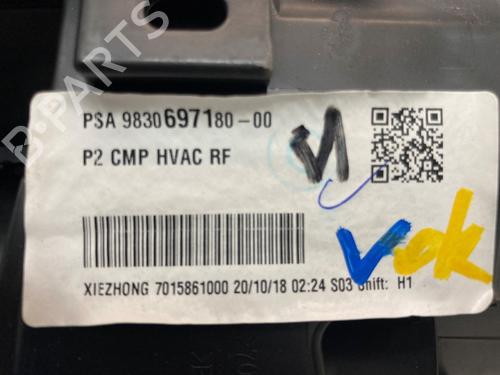 B-PARTS
PSA 9830697180-00
P2 CMP HVAC RF
XIEZHONG 7015861000 20/10/18 02:24 S03 Shift: H1
ok